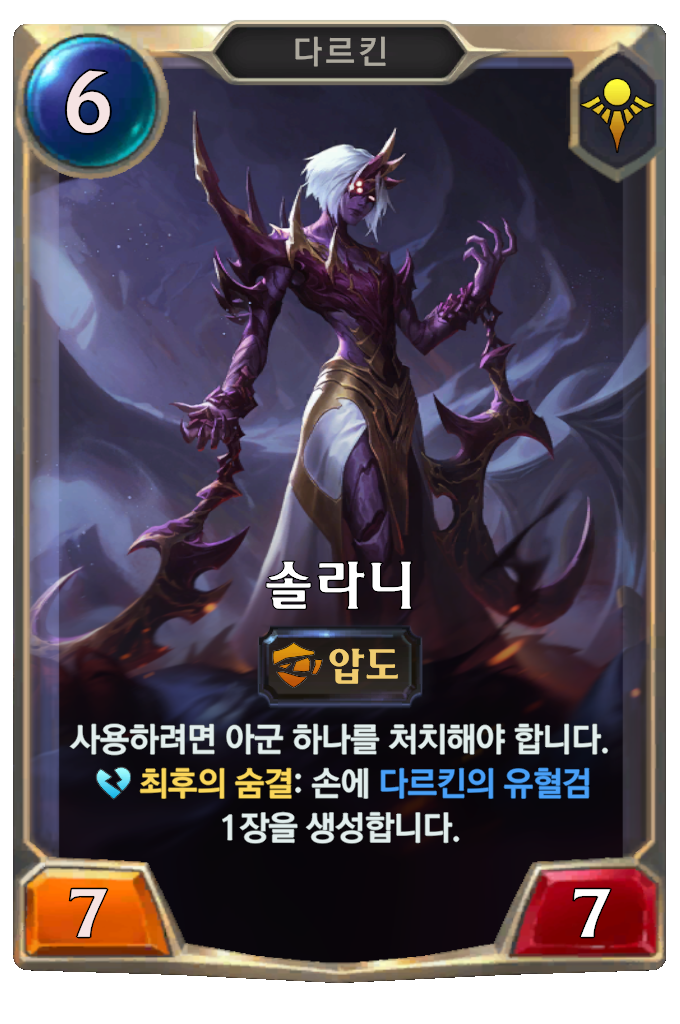 다르킨
6
솔라니
압도
사용하려면 아군 하나를 처치해야 합니다.
최후의 숨결: 손에 다르킨의 유혈검
1장을 생성합니다.
7
7